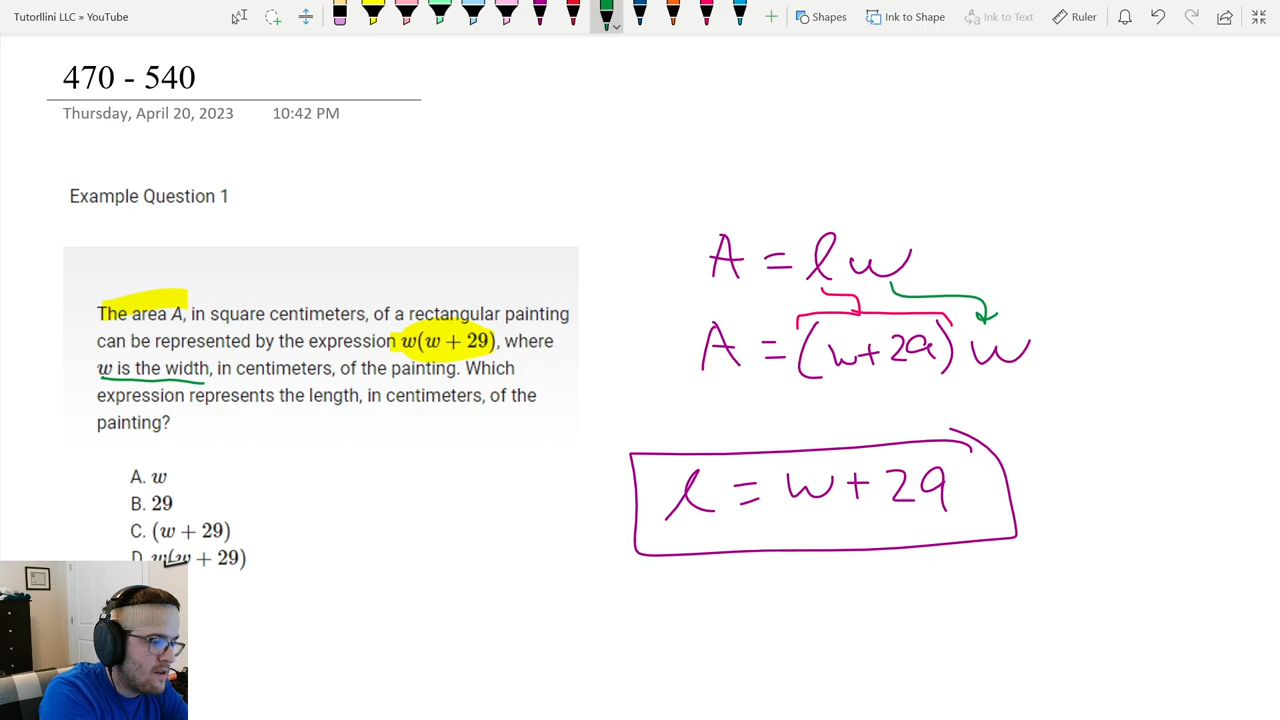 Tutorllini LLC » YouTube
Shapes
Ink to Shape
Ink to Text
Ruler
470 - 540
Thursday, April 20, 2023 10:42 PM
Example Question 1
The area A, in square centimeters, of a rectangular painting
can be represented by the expression w(w + 29), where
w is the width, in centimeters, of the painting. Which
expression represents the length, in centimeters, of the
painting?
A. w
B. 29
C. (w + 29)
D. w(w + 29)
A = l w
A = (w+29) w
l = w+29